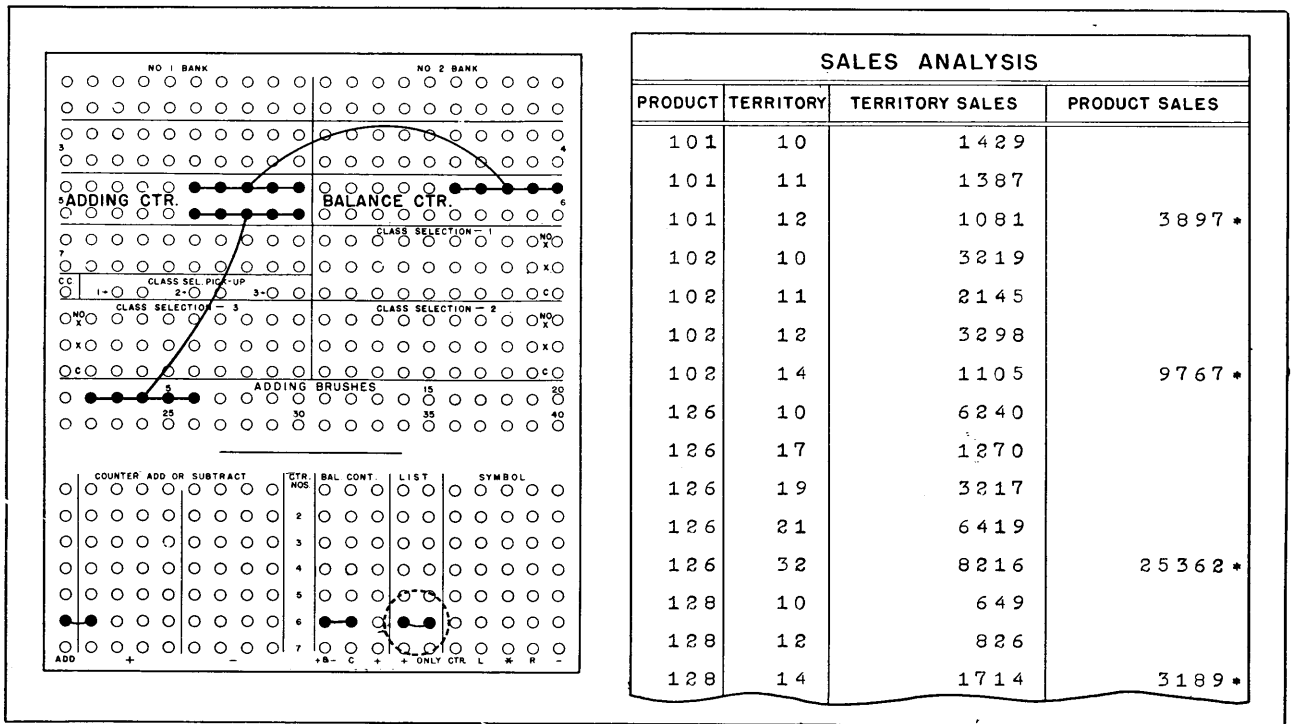 NO 1 BANK NO 2 BANK
3 4
5 ADDING CTR. BALANCE CTR. 6
CLASS SELECTION - 1 NO X
7
X
CC 1 CLASS SEL. PICK-UP 2 3 C
CLASS SELECTION - 3 CLASS SELECTION - 2
NO X NO X
X X
C C
5 ADDING BRUSHES 15 20
25 30 35 40
COUNTER ADD OR SUBTRACT CTR. NOS. BAL CONT. LIST SYMBOL
2
3
4
5
6
7
ADD + - +B- C + + ONLY CTR. L * R -
SALES ANALYSIS
PRODUCT TERRITORY TERRITORY SALES PRODUCT SALES
101 10 1429
101 11 1387
101 12 1081 3897*
102 10 3219
102 11 2145
102 12 3298
102 14 1105 9767*
126 10 6240
126 17 1270
126 19 3217
126 21 6419
126 32 8216 25362*
128 10 649
128 12 826
128 14 1714 3189*